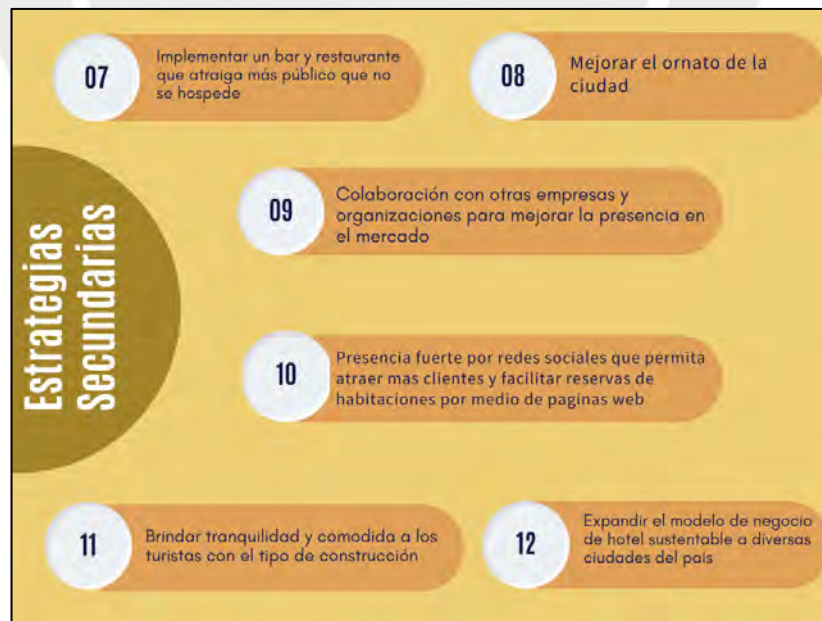 07
Implementar un bar y restaurante
que atraiga más público que no
se hospede
08
Mejorar el ornato de la
ciudad
09
Colaboración con otras empresas y
organizaciones para mejorar la presencia en
el mercado
Estrategias
Secundarias
10
Presencia fuerte por redes sociales que permita
atraer mas clientes y facilitar reservas de
habitaciones por medio de paginas web
11
Brindar tranquilidad y comodida a los
turistas con el tipo de construcción
12
Expandir el modelo de negocio
de hotel sustentable a diversas
ciudades del país